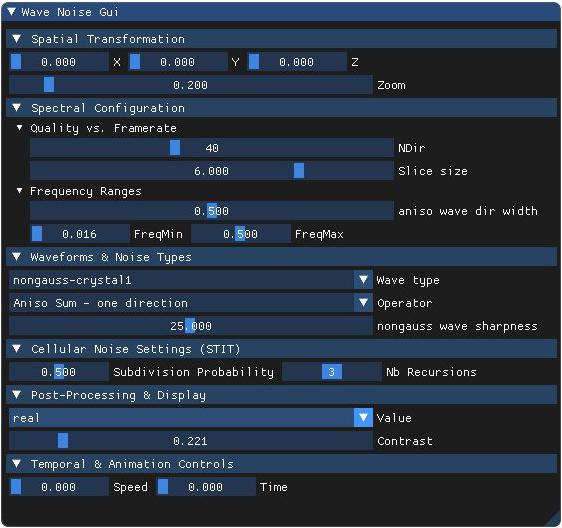 Wave Noise Gui
Spatial Transformation
0.000 X 0.000 Y 0.000 Z
0.200 Zoom
Spectral Configuration
Quality vs. Framerate
40 NDir
6.000 Slice size
Frequency Ranges
0.500 aniso wave dir width
0.016 FreqMin 0.500 FreqMax
Waveforms & Noise Types
nongauss-crystal1 Wave type
Aniso Sum - one direction Operator
25.000 nongauss wave sharpness
Cellular Noise Settings (STIT)
0.500 Subdivision Probability 3 Nb Recursions
Post-Processing & Display
real Value
0.221 Contrast
Temporal & Animation Controls
0.000 Speed 0.000 Time